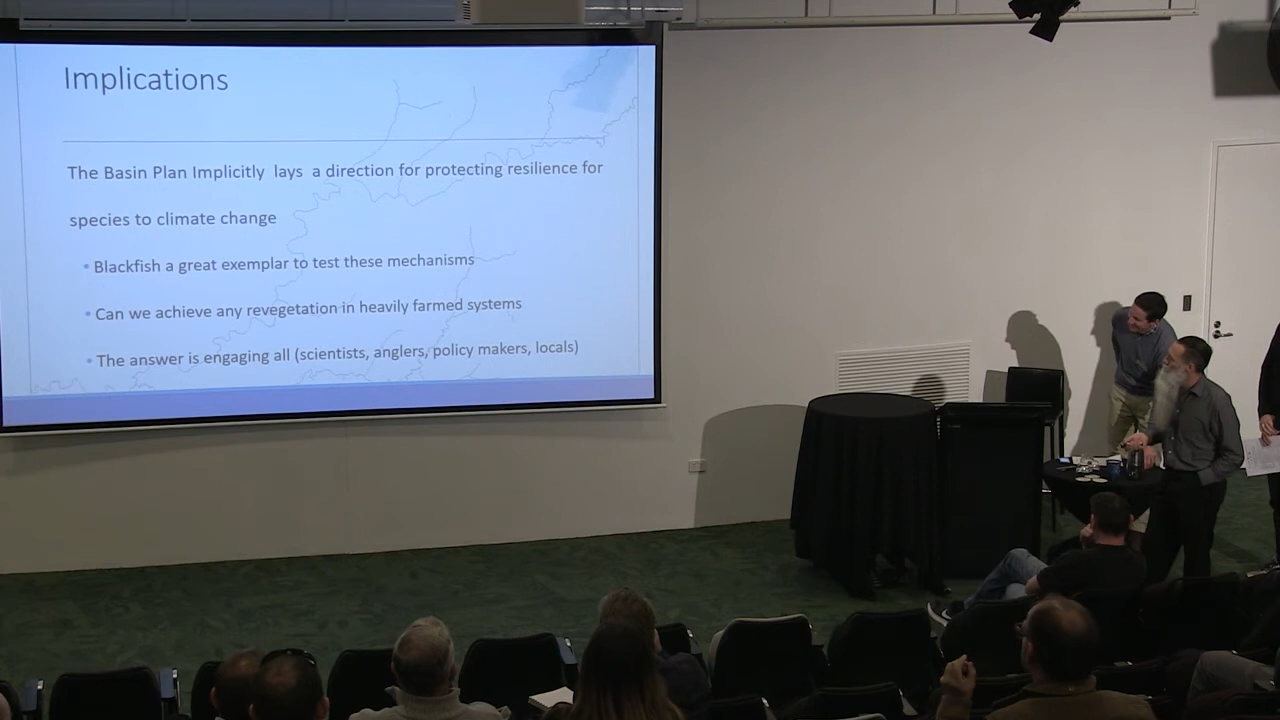 Implications
The Basin Plan Implicitly lays a direction for protecting resilience for
species to climate change
• Blackfish a great exemplar to test these mechanisms
• Can we achieve any revegetation in heavily farmed systems
• The answer is engaging all (scientists, anglers, policy makers, locals)